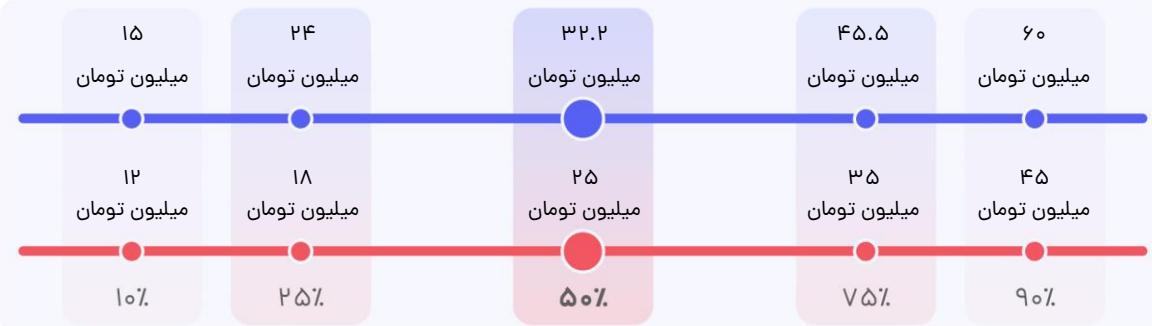 ۱۵ ۲۴ ۳۲.۲ ۴۵.۵ ۶۰
میلیون تومان میلیون تومان میلیون تومان میلیون تومان میلیون تومان
۱۲ ۱۸ ۲۵ ۳۵ ۴۵
میلیون تومان میلیون تومان میلیون تومان میلیون تومان میلیون تومان
۱۰٪ ۲۵٪ ۵۰٪ ۷۵٪ ۹۰٪